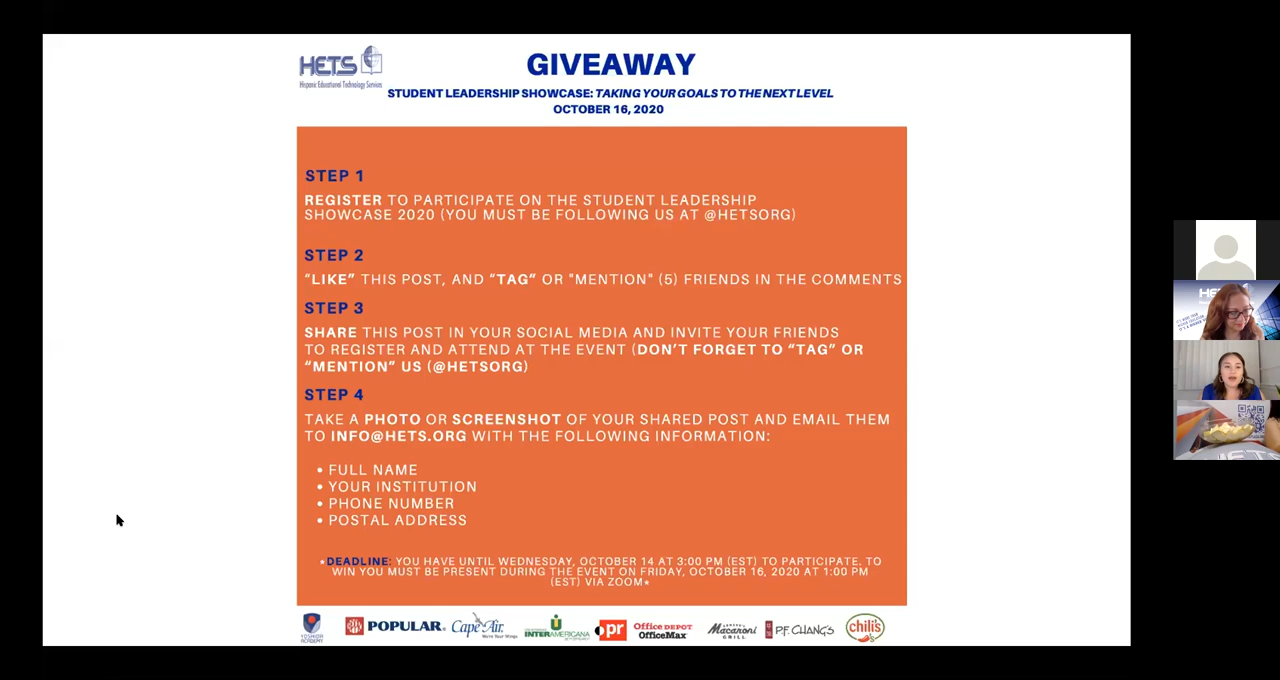 HETS
Hispanic Educational Technology Services
GIVEAWAY
STUDENT LEADERSHIP SHOWCASE: TAKING YOUR GOALS TO THE NEXT LEVEL
OCTOBER 16, 2020
STEP 1
REGISTER TO PARTICIPATE ON THE STUDENT LEADERSHIP
SHOWCASE 2020 (YOU MUST BE FOLLOWING US AT @HETSORG)
STEP 2
“LIKE” THIS POST, AND “TAG” OR "MENTION" (5) FRIENDS IN THE COMMENTS
STEP 3
SHARE THIS POST IN YOUR SOCIAL MEDIA AND INVITE YOUR FRIENDS
TO REGISTER AND ATTEND AT THE EVENT (DON’T FORGET TO “TAG” OR
“MENTION” US (@HETSORG)
STEP 4
TAKE A PHOTO OR SCREENSHOT OF YOUR SHARED POST AND EMAIL THEM
TO INFO@HETS.ORG WITH THE FOLLOWING INFORMATION:
• FULL NAME
• YOUR INSTITUTION
• PHONE NUMBER
• POSTAL ADDRESS
*DEADLINE: YOU HAVE UNTIL WEDNESDAY, OCTOBER 14 AT 3:00 PM (EST) TO PARTICIPATE. TO
WIN YOU MUST BE PRESENT DURING THE EVENT ON FRIDAY, OCTOBER 16, 2020 AT 1:00 PM
(EST) VIA ZOOM*
ACADEMY
POPULAR.
Cape Air
INTERAMERICANA
pr
Office DEPOT
OfficeMax
Macaroni
GRILL
P.F. CHANG'S
chili's
HETS